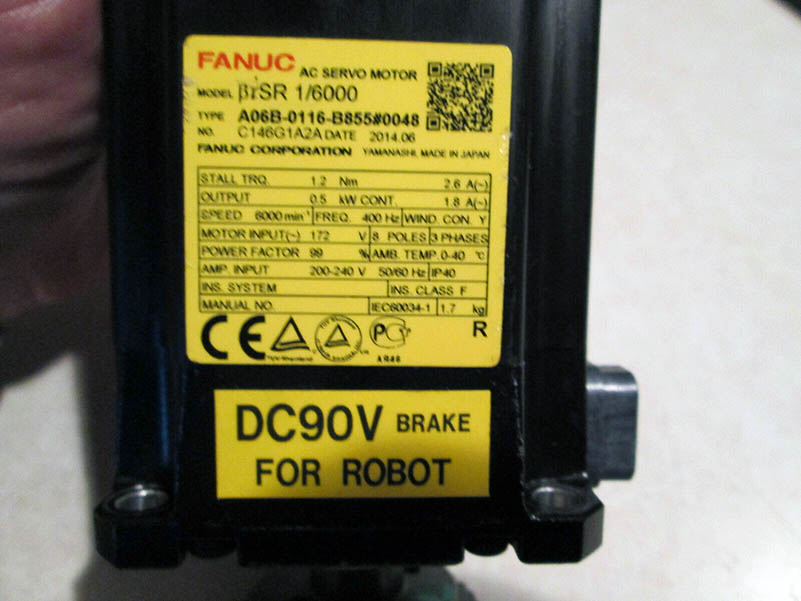 FANUC AC SERVO MOTOR
MODEL βiSR 1/6000
TYPE A06B-0116-B855#0048
NO. C146G1A2A DATE 2014.06
FANUC CORPORATION YAMANASHI, MADE IN JAPAN
STALL TRQ. 1.2 Nm 2.6 A(~)
OUTPUT 0.5 kW CONT. 1.8 A(~)
SPEED 6000 min⁻¹ FREQ. 400 Hz WIND. CON. Y
MOTOR INPUT(~) 172 V 8 POLES 3 PHASES
POWER FACTOR 99 % AMB. TEMP. 0-40 ℃
AMP. INPUT 200-240 V 50/60 Hz IP40
INS. SYSTEM INS. CLASS F
MANUAL NO. IEC60034-1 1.7 kg
CE R
DC90V BRAKE
FOR ROBOT